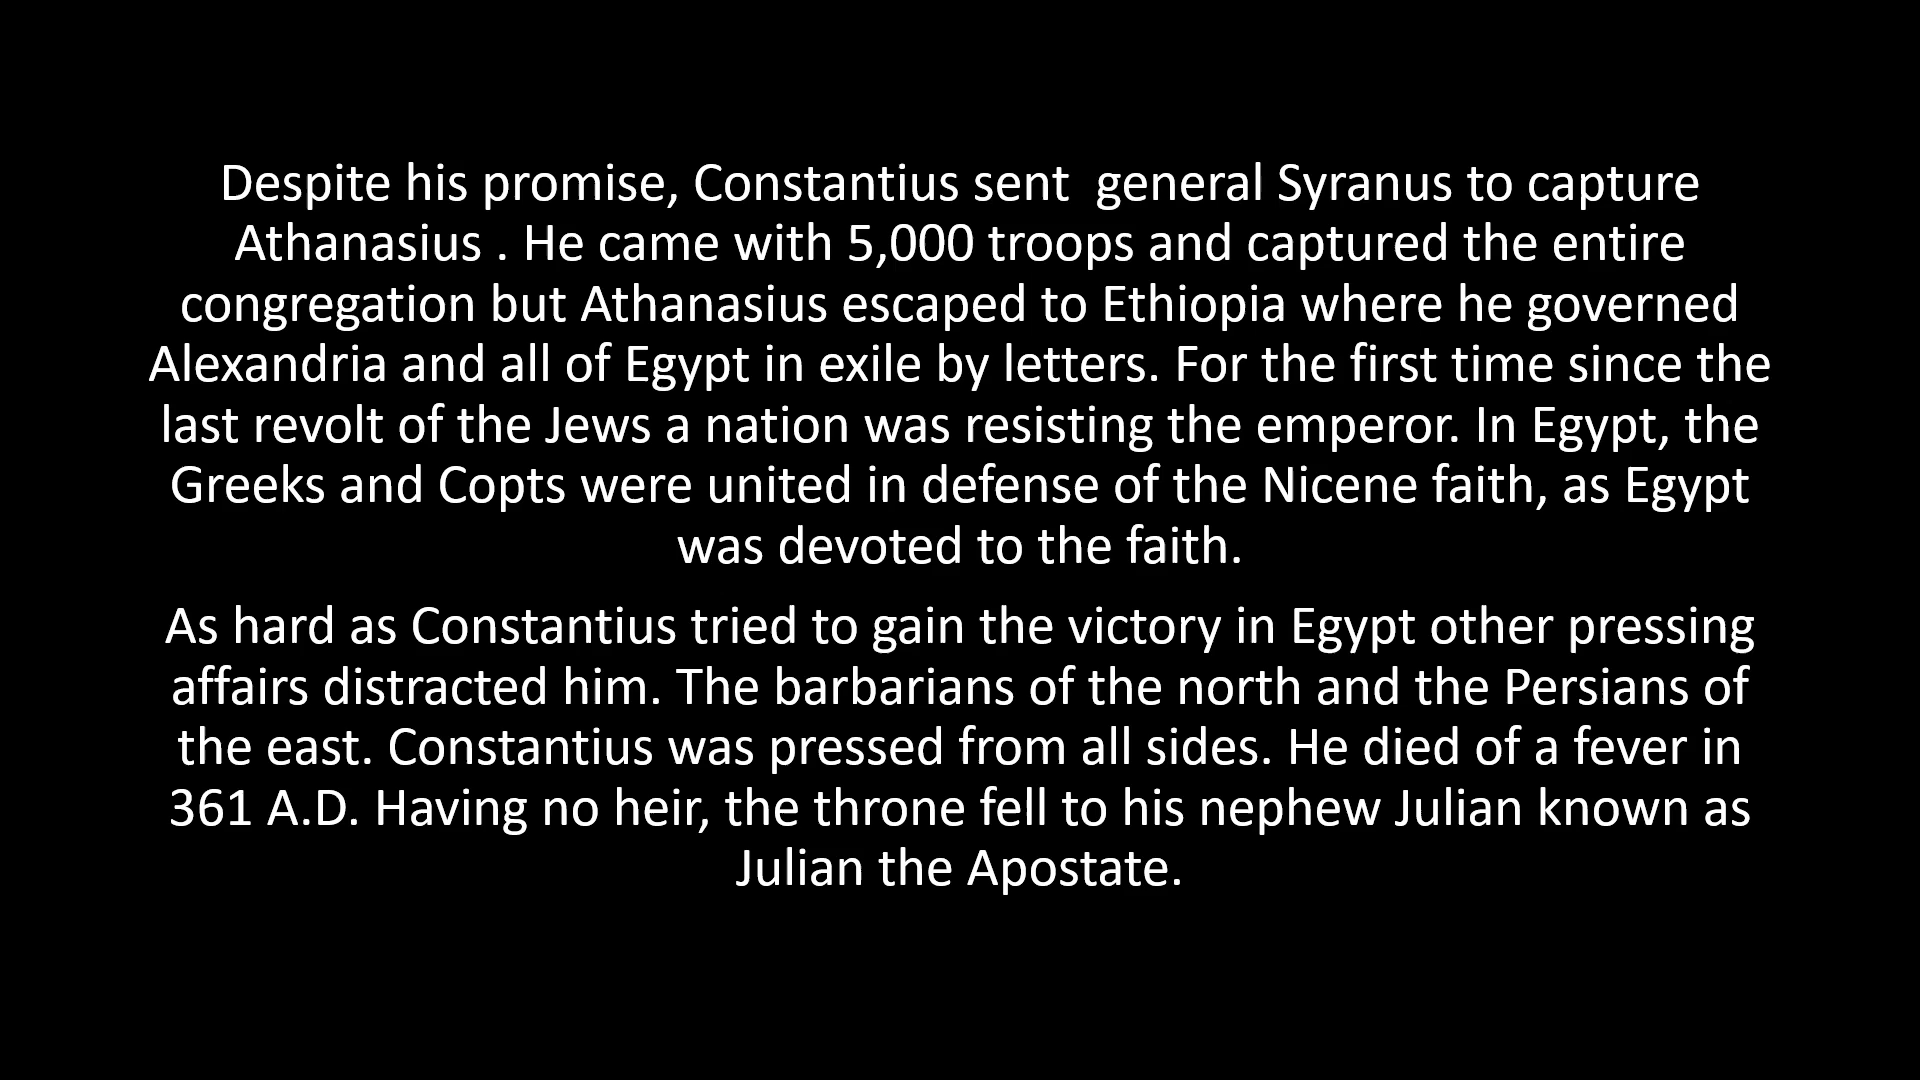 Despite his promise, Constantius sent  general Syranus to capture
Athanasius . He came with 5,000 troops and captured the entire
congregation but Athanasius escaped to Ethiopia where he governed
Alexandria and all of Egypt in exile by letters. For the first time since the
last revolt of the Jews a nation was resisting the emperor. In Egypt, the
Greeks and Copts were united in defense of the Nicene faith, as Egypt
was devoted to the faith.
As hard as Constantius tried to gain the victory in Egypt other pressing
affairs distracted him. The barbarians of the north and the Persians of
the east. Constantius was pressed from all sides. He died of a fever in
361 A.D. Having no heir, the throne fell to his nephew Julian known as
Julian the Apostate.